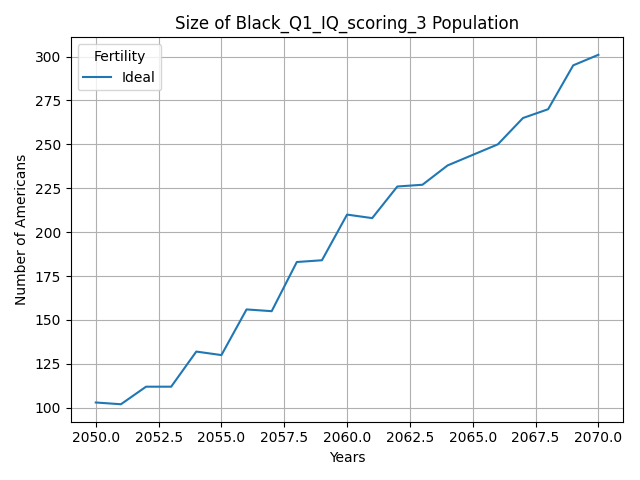 Size of Black_Q1_IQ_scoring_3 Population
Fertility
Ideal
Number of Americans
300
275
250
225
200
175
150
125
100
2050.0 2052.5 2055.0 2057.5 2060.0 2062.5 2065.0 2067.5 2070.0
Years